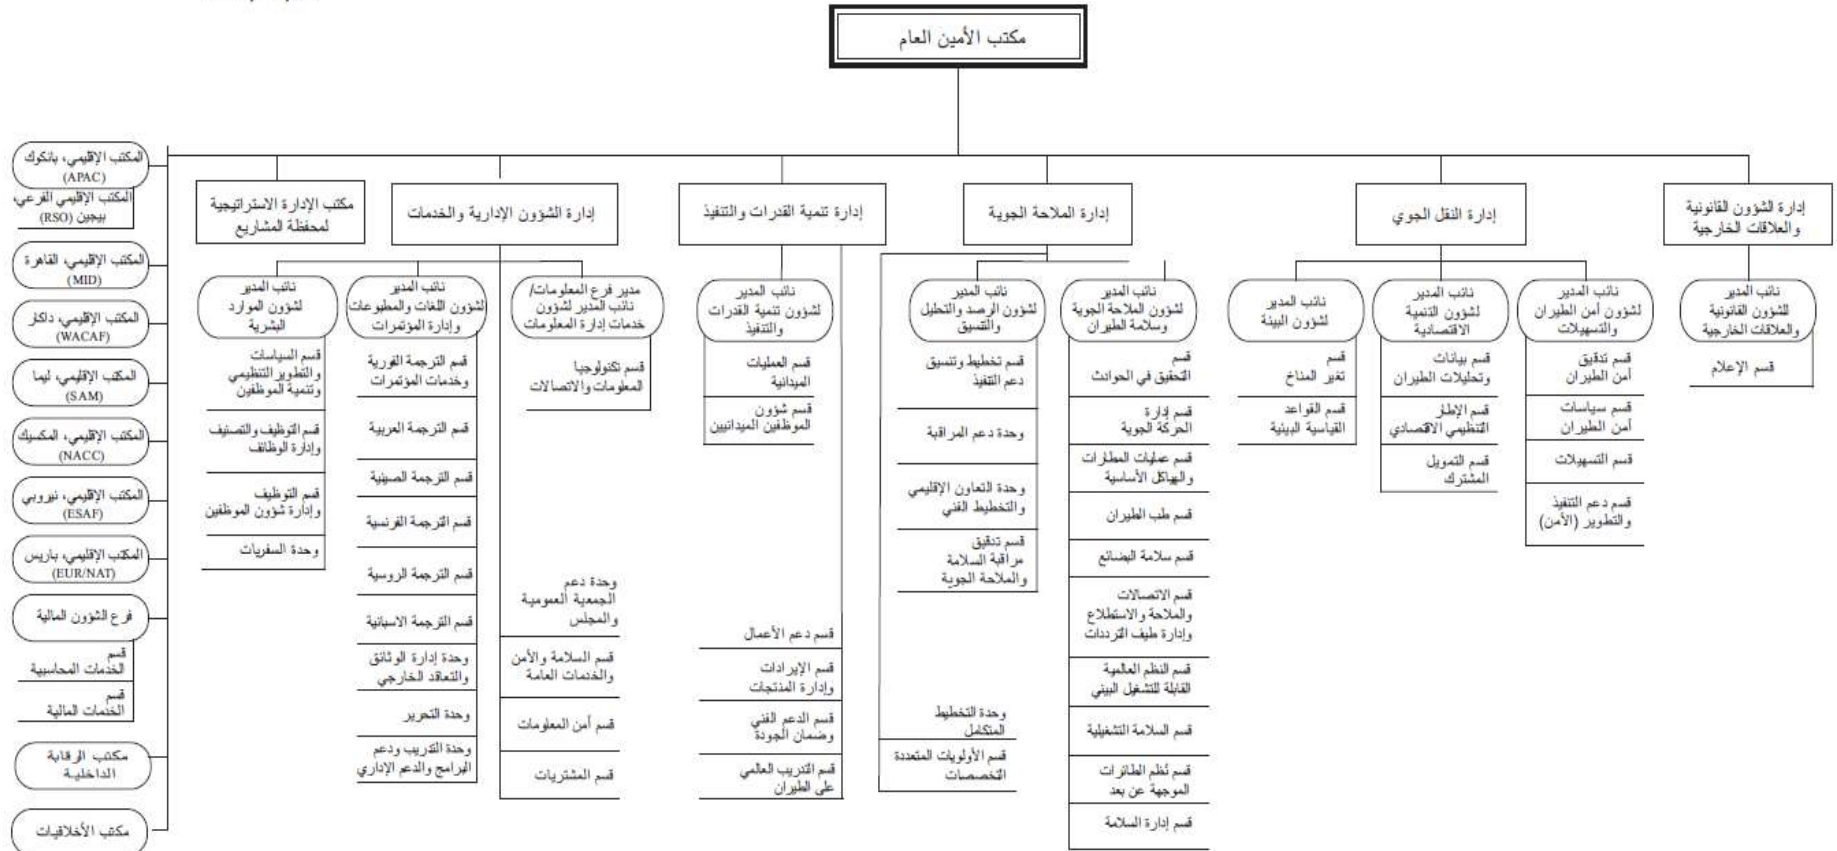 مكتب الأمين العام
إدارة الشؤون القانونية
والعلاقات الخارجية
نائب المدير
للشؤون القانونية
والعلاقات الخارجية
قسم الإعلام
إدارة النقل الجوي
نائب المدير
لشؤون أمن الطيران
والتسهيلات
قسم تدقيق
أمن الطيران
قسم سياسات
أمن الطيران
قسم التسهيلات
قسم دعم التنفيذ
والتطوير (الأمن)
نائب المدير
لشؤون التنمية
الاقتصادية
قسم بيانات
وتحليلات الطيران
قسم الإطار
التنظيمي الاقتصادي
قسم التمويل
المشترك
نائب المدير
لشؤون البيئة
قسم
تغير المناخ
قسم القواعد
القياسية البيئية
إدارة الملاحة الجوية
نائب المدير
لشؤون الملاحة الجوية
وسلامة الطيران
قسم
التحقيق في الحوادث
قسم إدارة
الحركة الجوية
قسم عمليات المطارات
والهياكل الأساسية
قسم طب الطيران
قسم سلامة البضائع
قسم الاتصالات
والملاحة والاستطلاع
وإدارة طيف الترددات
قسم النظم العالمية
القابلة للتشغيل البيني
قسم السلامة التشغيلية
قسم نُظم الطائرات
الموجهة عن بعد
قسم إدارة السلامة
نائب المدير
لشؤون الرصد والتحليل
والتنسيق
قسم تخطيط وتنسيق
دعم التنفيذ
وحدة دعم المراقبة
وحدة التعاون الإقليمي
والتخطيط الفني
قسم تدقيق
مراقبة السلامة
والملاحة الجوية
وحدة التخطيط
المتكامل
قسم الأولويات المتعددة
التخصصات
إدارة تنمية القدرات والتنفيذ
نائب المدير
لشؤون تنمية القدرات
والتنفيذ
قسم العمليات
الميدانية
قسم شؤون
الموظفين الميدانيين
قسم دعم الأعمال
قسم الإيرادات
وإدارة المنتجات
قسم الدعم الفني
وضمان الجودة
قسم التدريب العالمي
على الطيران
إدارة الشؤون الإدارية والخدمات
مدير فرع المعلومات/
نائب المدير لشؤون
خدمات إدارة المعلومات
قسم تكنولوجيا
المعلومات والاتصالات
وحدة دعم
الجمعية العمومية
والمجلس
قسم السلامة والأمن
والخدمات العامة
قسم أمن المعلومات
قسم المشتريات
نائب المدير
لشؤون اللغات والمطبوعات
وإدارة المؤتمرات
قسم الترجمة الفورية
وخدمات المؤتمرات
قسم الترجمة العربية
قسم الترجمة الصينية
قسم الترجمة الفرنسية
قسم الترجمة الروسية
قسم الترجمة الاسبانية
وحدة إدارة الوثائق
والتعاقد الخارجي
وحدة التحرير
وحدة التدريب ودعم
البرامج والدعم الإداري
نائب المدير
لشؤون الموارد
البشرية
قسم السياسات
والتطوير التنظيمي
وتنمية الموظفين
قسم التوظيف والتصنيف
وإدارة الوظائف
قسم التوظيف
وإدارة شؤون الموظفين
وحدة السفريات
مكتب الإدارة الاستراتيجية
لمحفظة المشاريع
المكتب الإقليمي، بانكوك
(APAC)
المكتب الإقليمي الفرعي،
بيجين (RSO)
المكتب الإقليمي، القاهرة
(MID)
المكتب الإقليمي، داكار
(WACAF)
المكتب الإقليمي، ليما
(SAM)
المكتب الإقليمي، المكسيك
(NACC)
المكتب الإقليمي، نيروبي
(ESAF)
المكتب الإقليمي، باريس
(EUR/NAT)
فرع الشؤون المالية
قسم
الخدمات المحاسبية
قسم
الخدمات المالية
مكتب الرقابة
الداخلية
مكتب الأخلاقيات